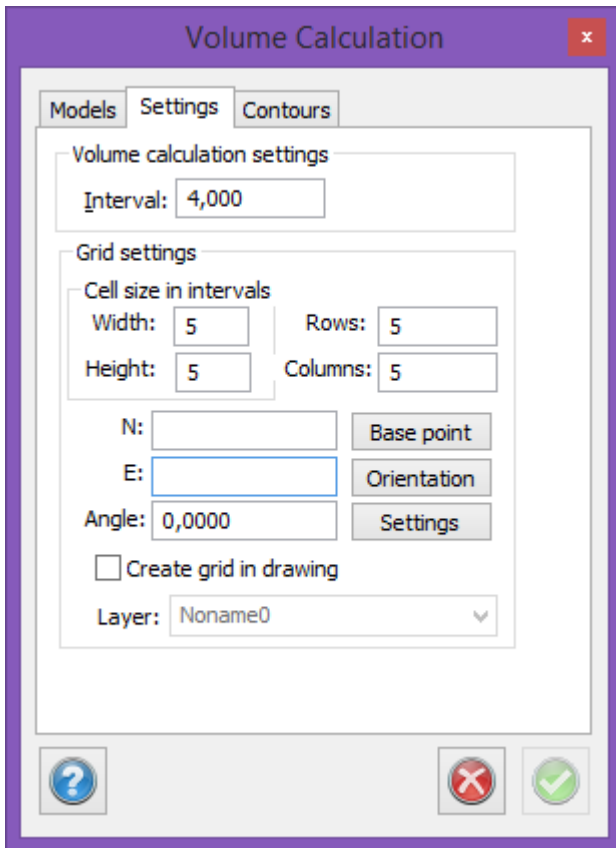 Volume Calculation
x
Models Settings Contours
Volume calculation settings
Interval: 4,000
Grid settings
Cell size in intervals
Width: 5 Rows: 5
Height: 5 Columns: 5
N: Base point
E: Orientation
Angle: 0,0000 Settings
Create grid in drawing
Layer: Noname0
?